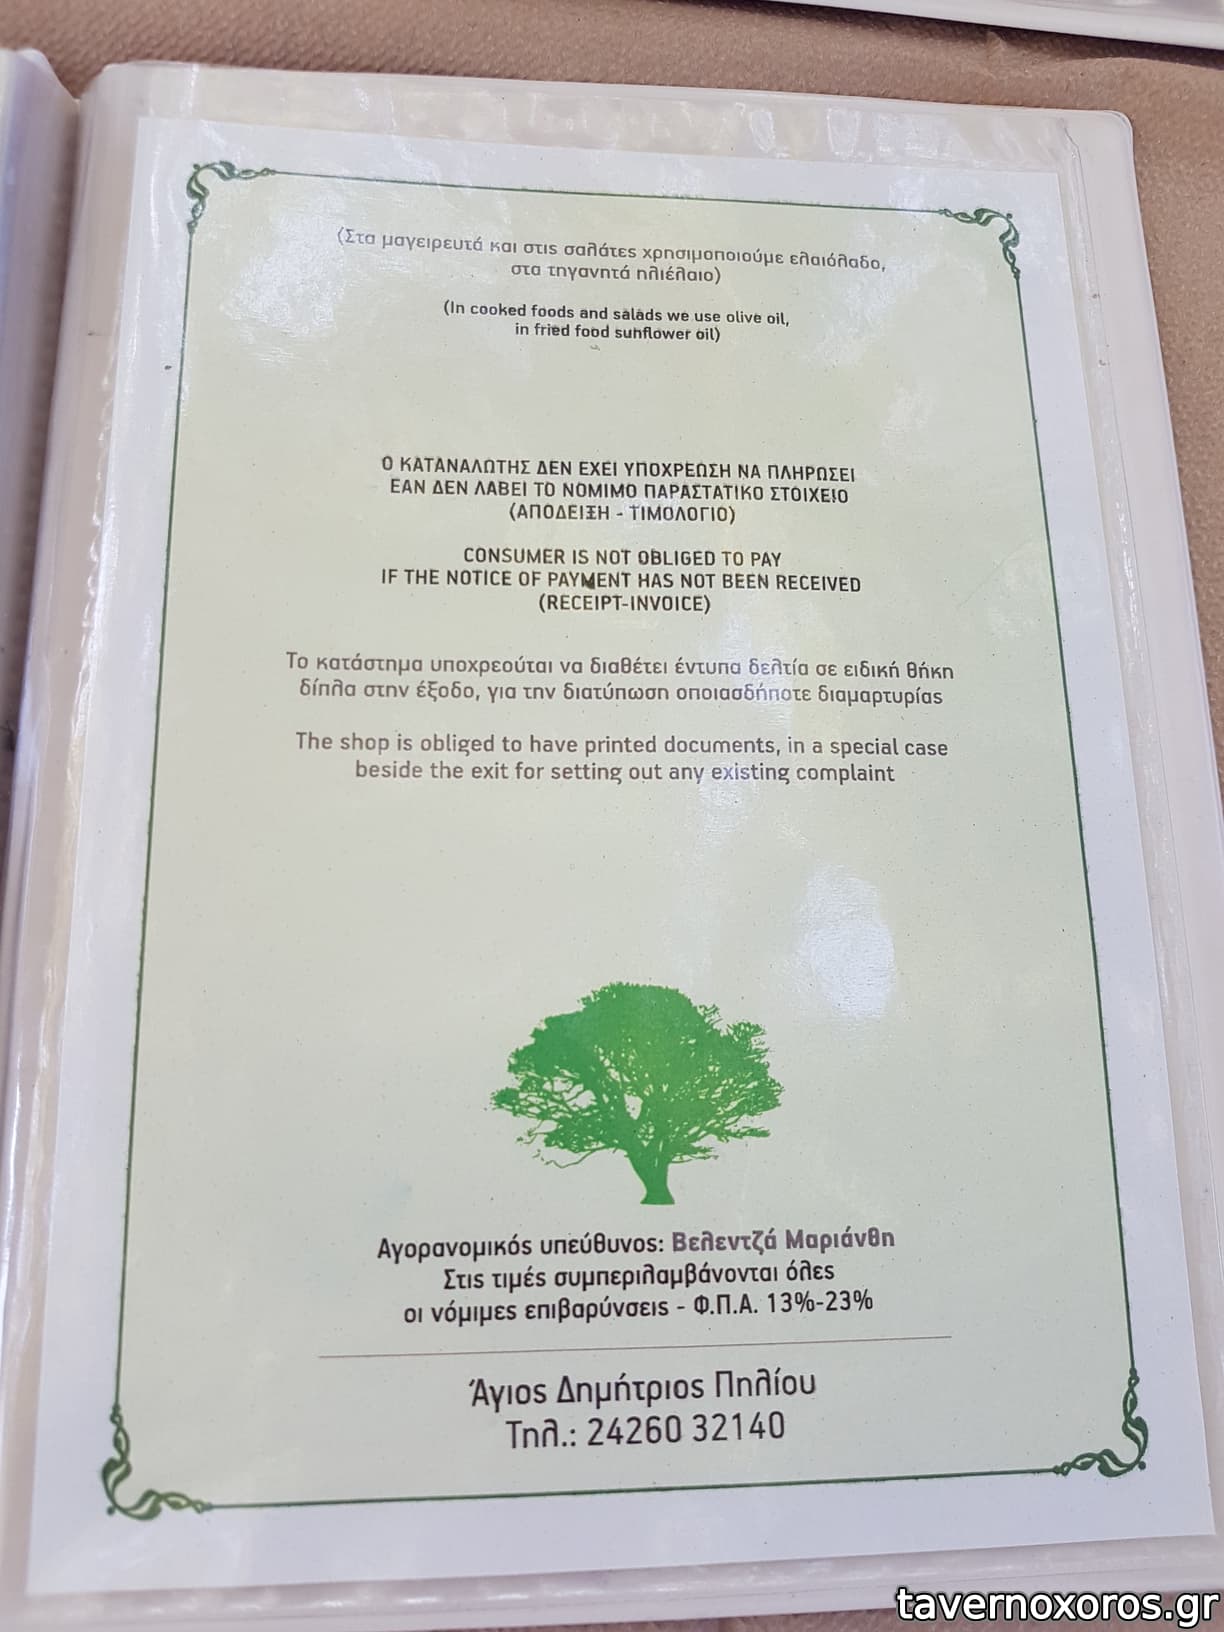 (Στα μαγειρευτά και στις σαλάτες χρησιμοποιούμε ελαιόλαδο,
στα τηγανητά ηλιέλαιο)
(In cooked foods and salads we use olive oil,
in fried food sunflower oil)
Ο ΚΑΤΑΝΑΛΩΤΗΣ ΔΕΝ ΕΧΕΙ ΥΠΟΧΡΕΩΣΗ ΝΑ ΠΛΗΡΩΣΕΙ
ΕΑΝ ΔΕΝ ΛΑΒΕΙ ΤΟ ΝΟΜΙΜΟ ΠΑΡΑΣΤΑΤΙΚΟ ΣΤΟΙΧΕΙΟ
(ΑΠΟΔΕΙΞΗ - ΤΙΜΟΛΟΓΙΟ)
CONSUMER IS NOT OBLIGED TO PAY
IF THE NOTICE OF PAYMENT HAS NOT BEEN RECEIVED
(RECEIPT-INVOICE)
Το κατάστημα υποχρεούται να διαθέτει έντυπα δελτία σε ειδική θήκη
δίπλα στην έξοδο, για την διατύπωση οποιασδήποτε διαμαρτυρίας
The shop is obliged to have printed documents, in a special case
beside the exit for setting out any existing complaint
Αγορανομικός υπεύθυνος: Βελεντζά Μαριάνθη
Στις τιμές συμπεριλαμβάνονται όλες
οι νόμιμες επιβαρύνσεις - Φ.Π.Α. 13%-23%
Άγιος Δημήτριος Πηλίου
Τηλ.: 24260 32140
tavernoxoros.gr